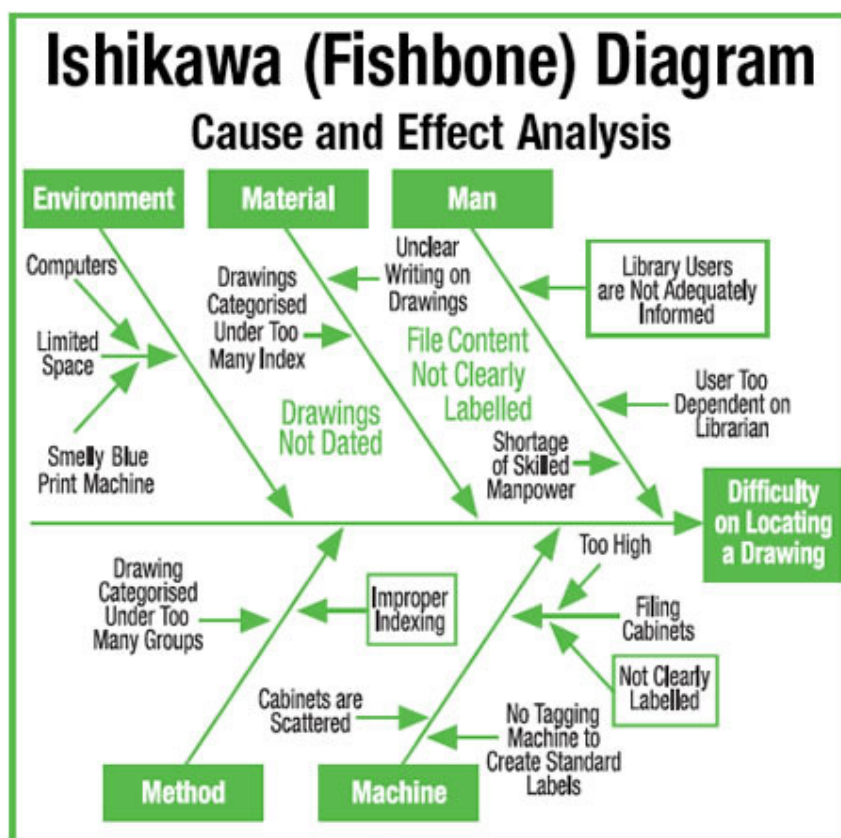 Ishikawa (Fishbone) Diagram
Cause and Effect Analysis
Environment
Material
Man
Computers
Limited
Space
Smelly Blue
Print Machine
Drawings
Categorised
Under Too
Many Index
Unclear
Writing on
Drawings
Drawings
Not Dated
File Content
Not Clearly
Labelled
Library Users
are Not Adequately
Informed
User Too
Dependent on
Librarian
Shortage
of Skilled
Manpower
Difficulty
on Locating
a Drawing
Drawing
Categorised
Under Too
Many Groups
Improper
Indexing
Too High
Filing
Cabinets
Not Clearly
Labelled
Cabinets are
Scattered
No Tagging
Machine to
Create Standard
Labels
Method
Machine